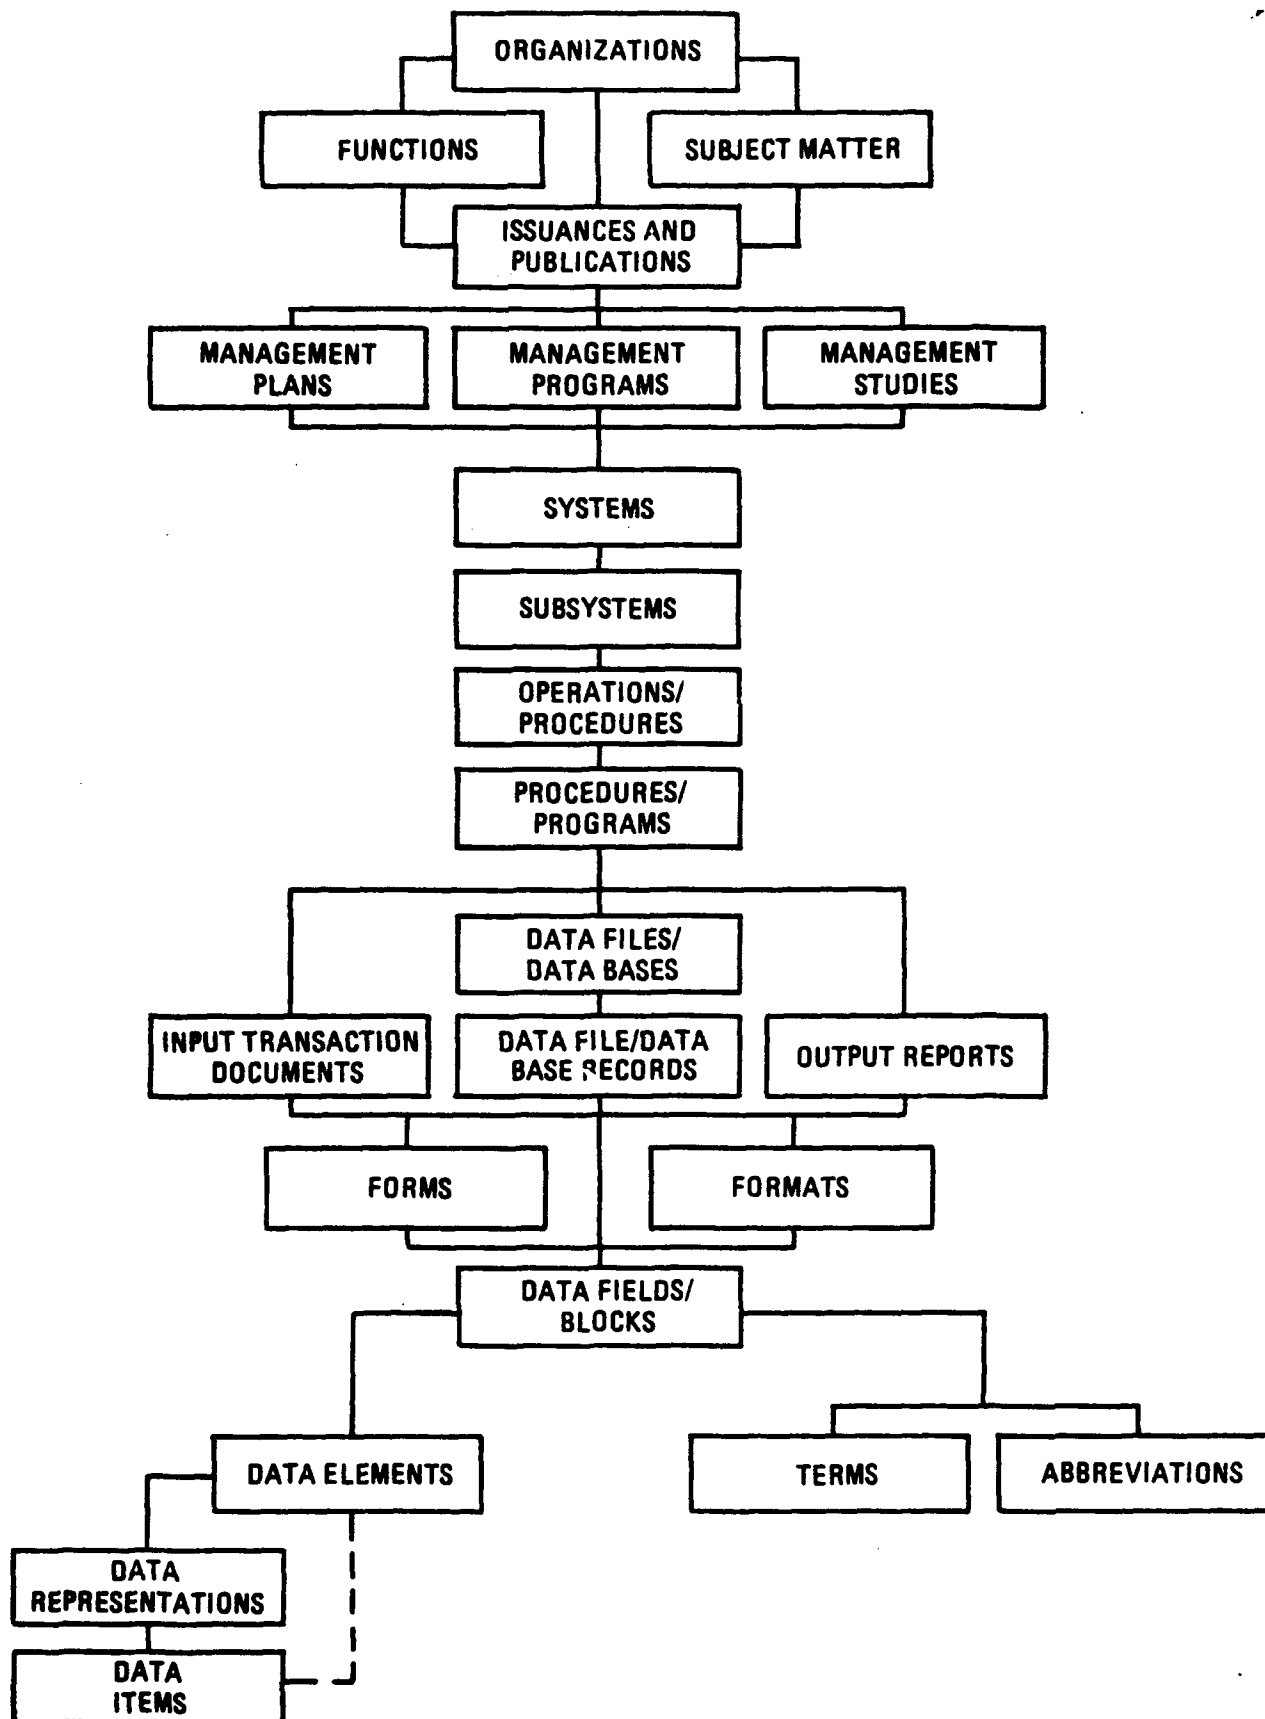 ORGANIZATIONS
FUNCTIONS
SUBJECT MATTER
ISSUANCES AND
PUBLICATIONS
MANAGEMENT
PLANS
MANAGEMENT
PROGRAMS
MANAGEMENT
STUDIES
SYSTEMS
SUBSYSTEMS
OPERATIONS/
PROCEDURES
PROCEDURES/
PROGRAMS
DATA FILES/
DATA BASES
INPUT TRANSACTION
DOCUMENTS
DATA FILE/DATA
BASE RECORDS
OUTPUT REPORTS
FORMS
FORMATS
DATA FIELDS/
BLOCKS
DATA ELEMENTS
TERMS
ABBREVIATIONS
DATA
REPRESENTATIONS
DATA
ITEMS